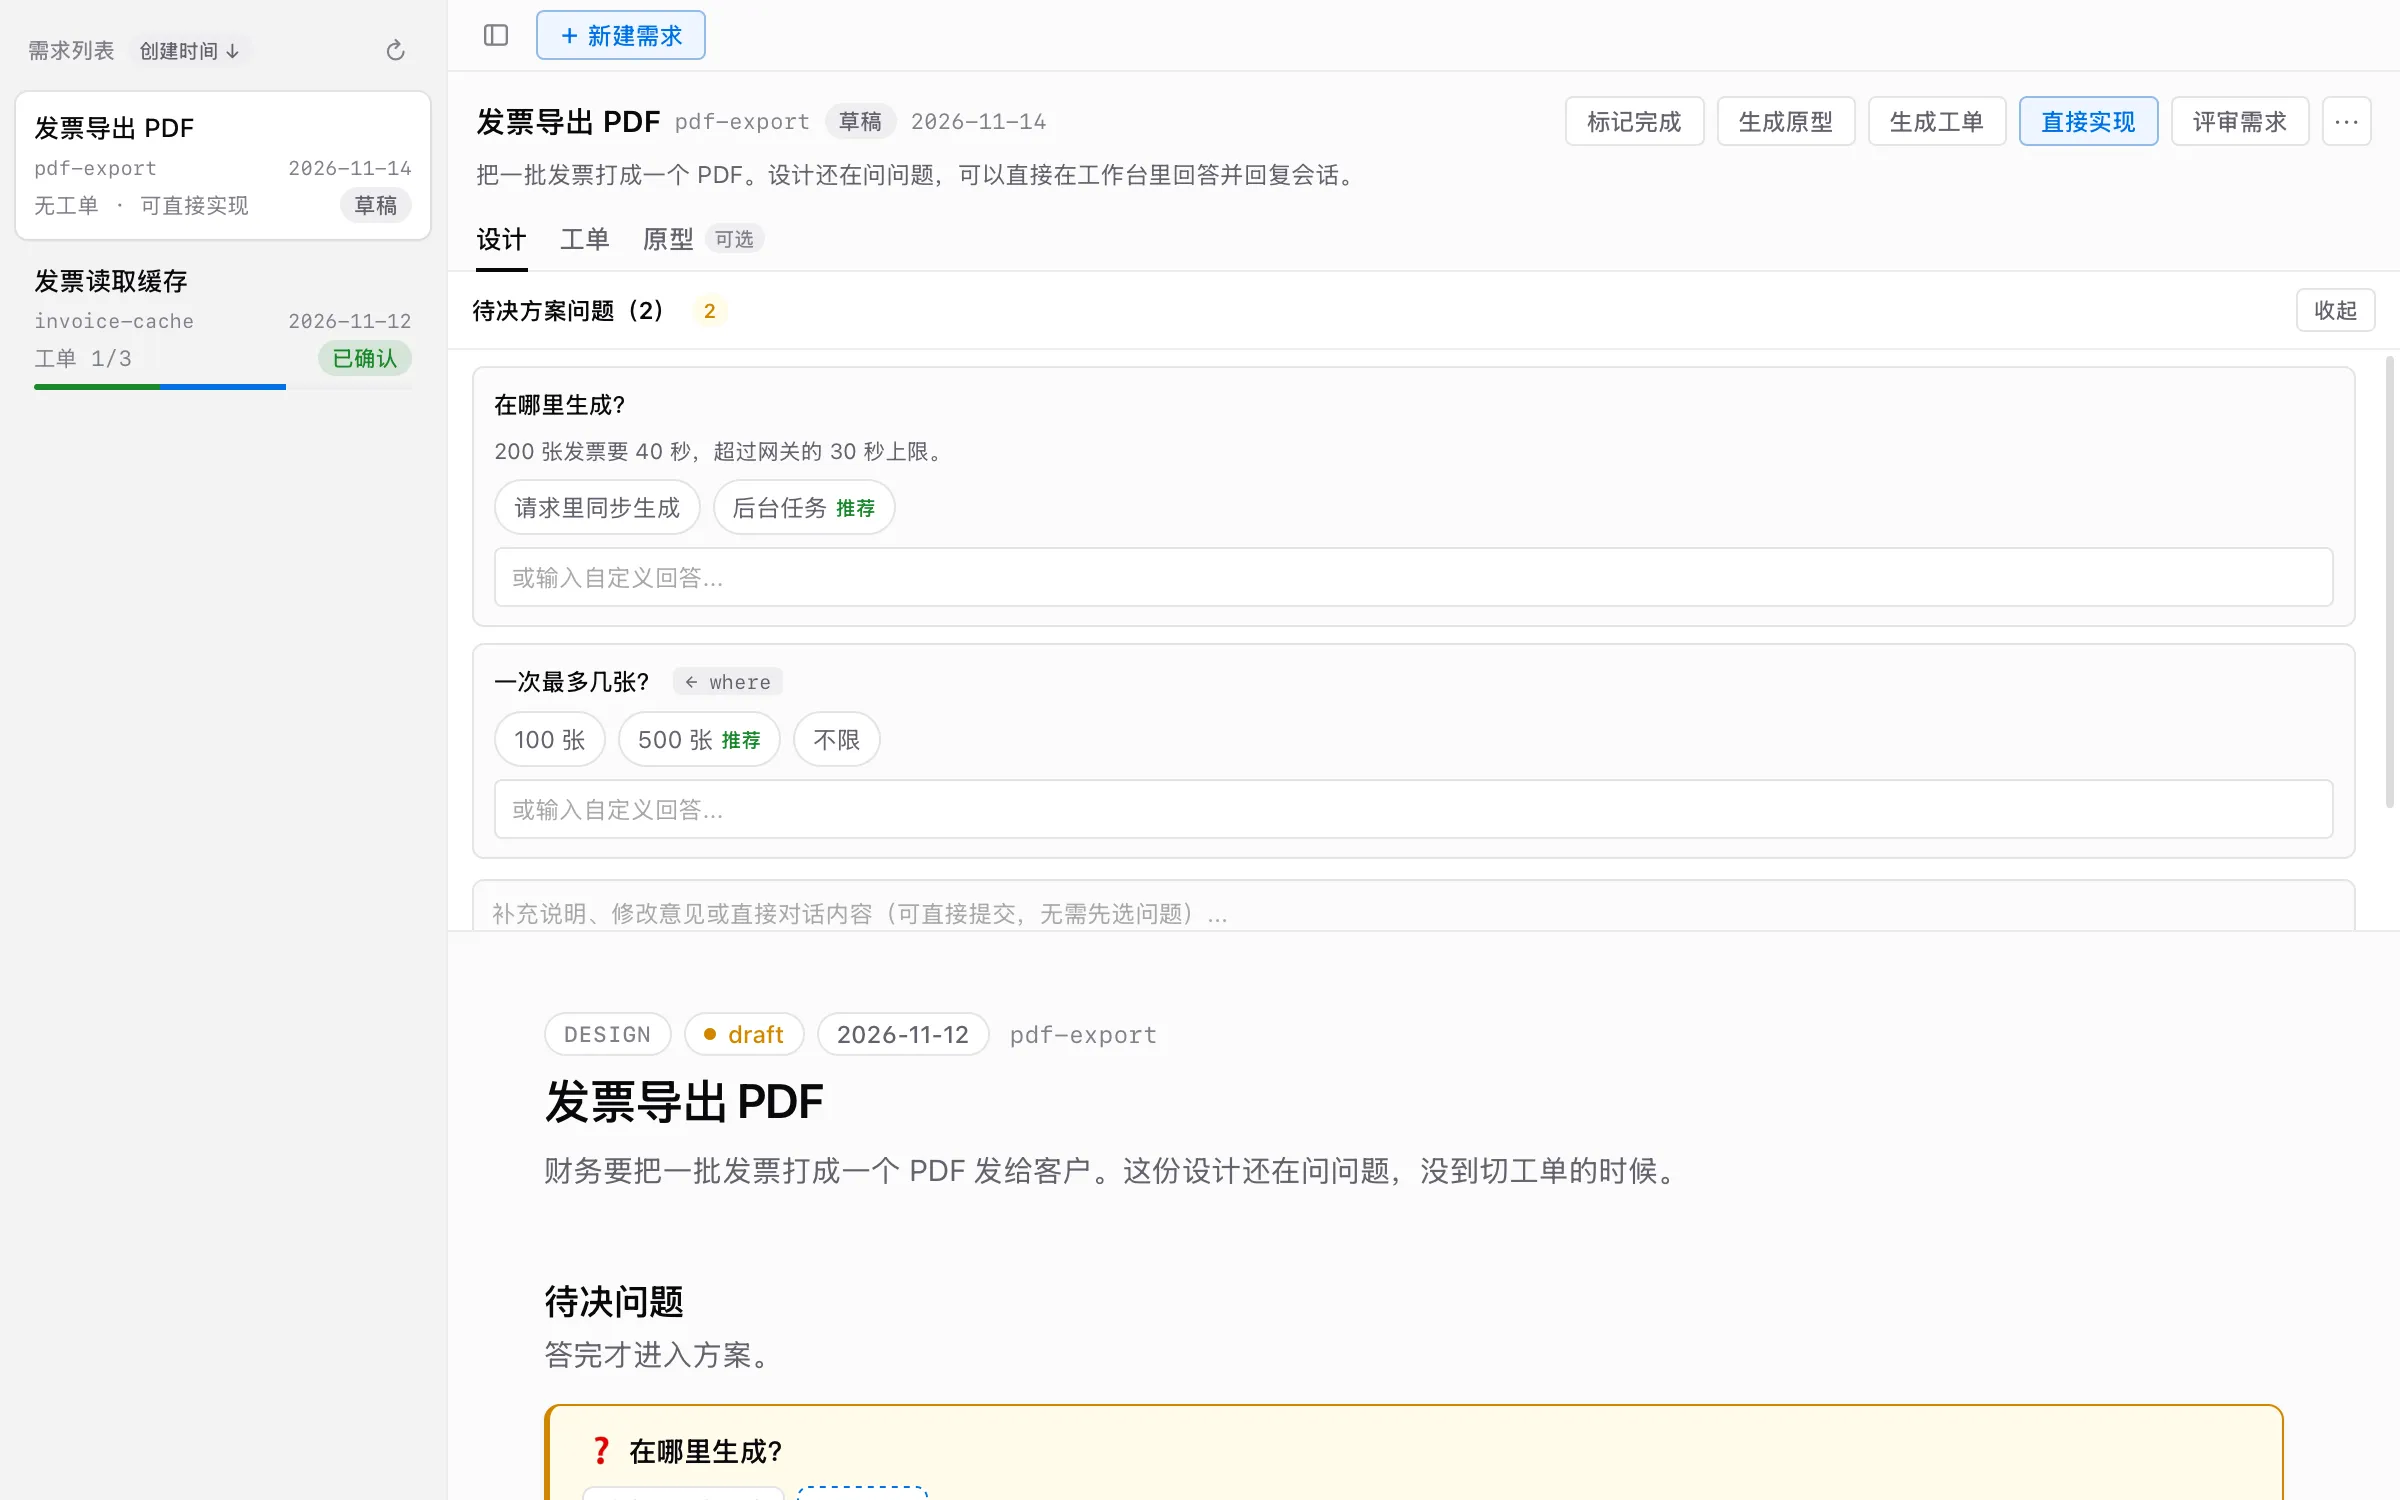 需求列表 创建时间 ↓
发票导出 PDF
pdf-export 2026-11-14
无工单 · 可直接实现 草稿
发票读取缓存
invoice-cache 2026-11-12
工单 1/3 已确认
+ 新建需求
发票导出 PDF pdf-export 草稿 2026-11-14
标记完成 生成原型 生成工单 直接实现 评审需求 ...
把一批发票打成一个 PDF。设计还在问问题，可以直接在工作台里回答并回复会话。
设计 工单 原型 可选
待决方案问题（2） 2 收起
在哪里生成?
200 张发票要 40 秒，超过网关的 30 秒上限。
请求里同步生成 后台任务 推荐
或输入自定义回答...
一次最多几张? ← where
100 张 500 张 推荐 不限
或输入自定义回答...
补充说明、修改意见或直接对话内容（可直接提交，无需先选问题）...
DESIGN draft 2026-11-12 pdf-export
发票导出 PDF
财务要把一批发票打成一个 PDF 发给客户。这份设计还在问问题，没到切工单的时候。
待决问题
答完才进入方案。
❓ 在哪里生成?